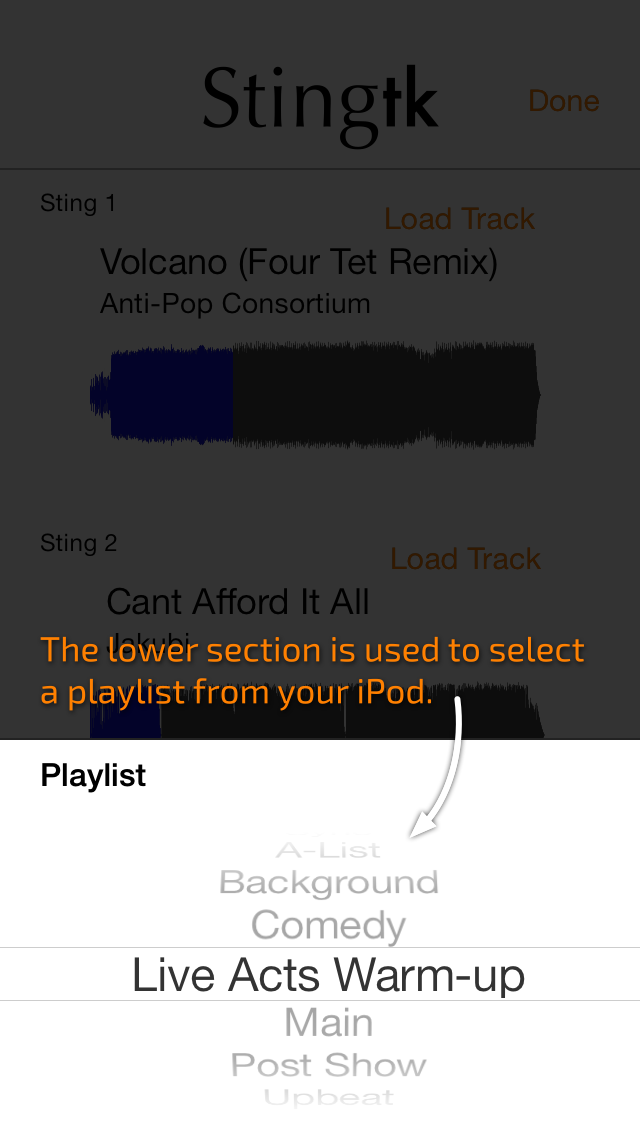 Stingtk
Done
Sting 1
Load Track
Volcano (Four Tet Remix)
Anti-Pop Consortium
Sting 2
Load Track
Cant Afford It All
Jakubi
The lower section is used to select
a playlist from your iPod.
Playlist
A-List
Background
Comedy
Live Acts Warm-up
Main
Post Show
Upbeat